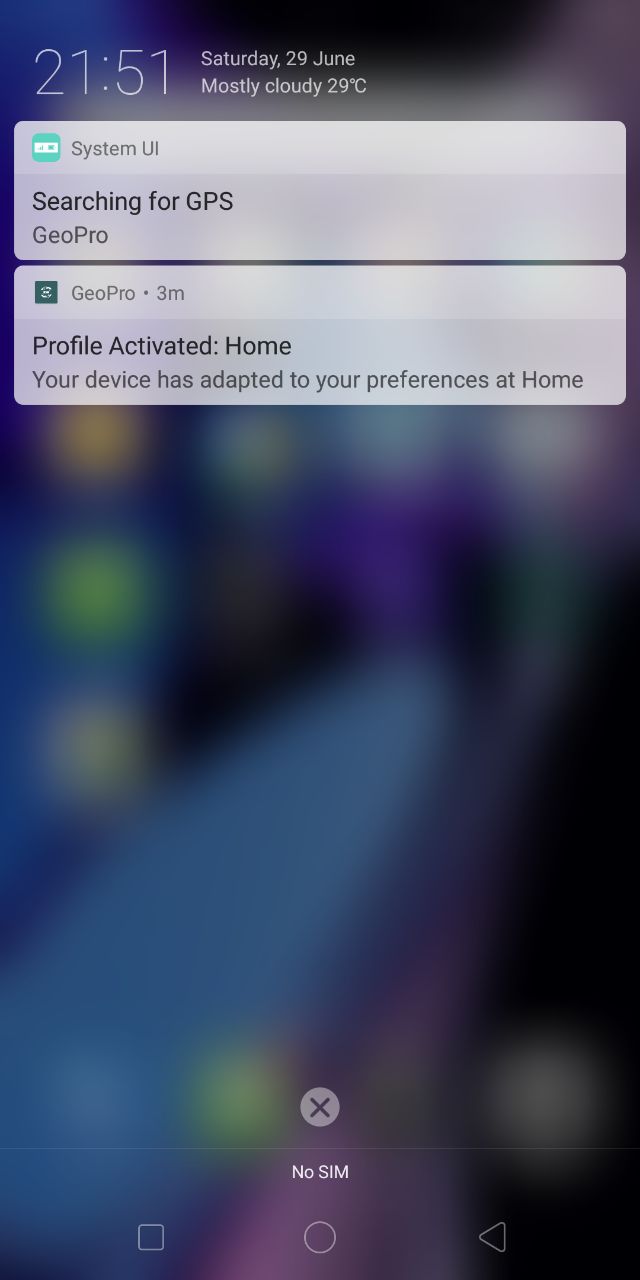 21:51
Saturday, 29 June
Mostly cloudy 29℃
System UI
Searching for GPS
GeoPro
GeoPro • 3m
Profile Activated: Home
Your device has adapted to your preferences at Home
No SIM